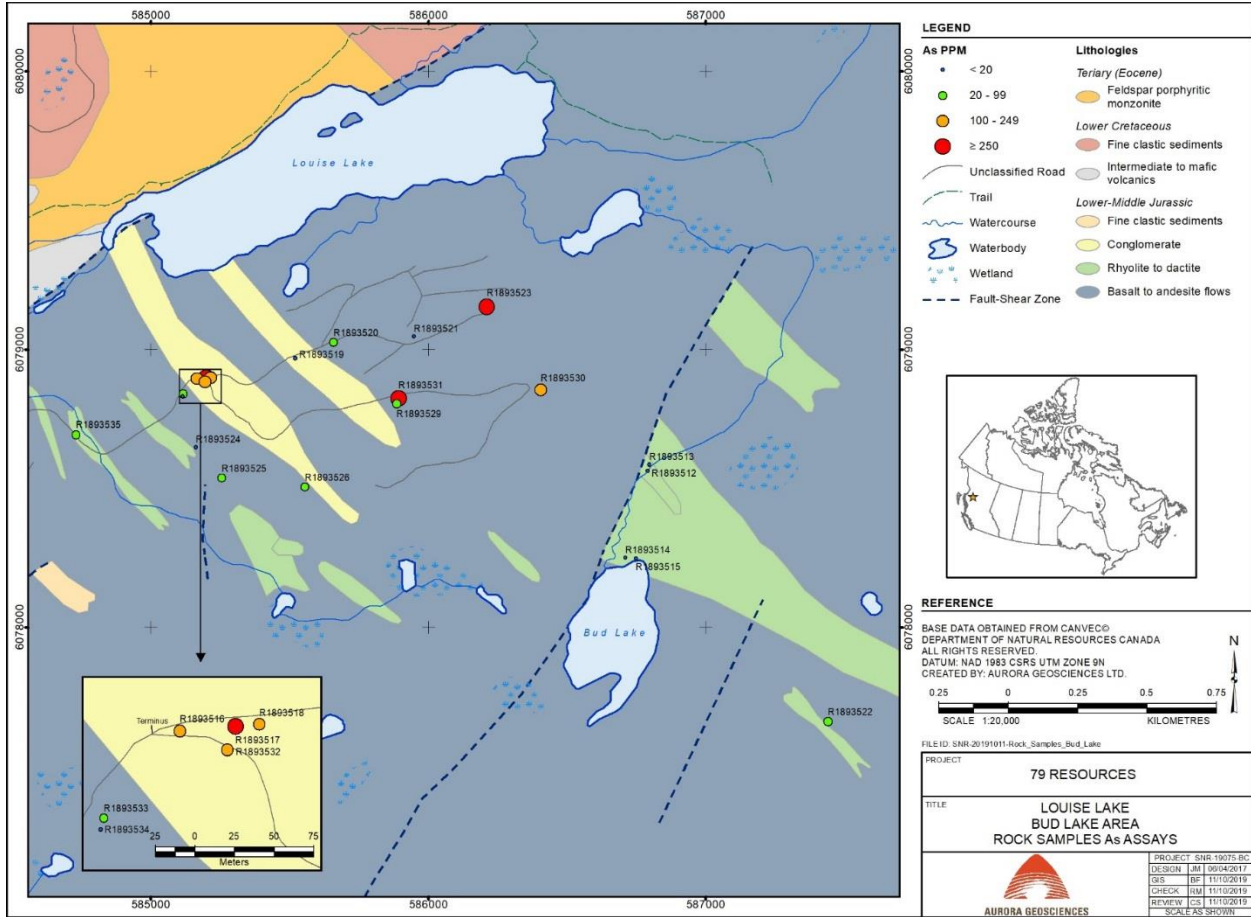 585000
586000
587000
6080000
6079000
6078000
6080000
6079000
6078000
Louise Lake
R1893523
R1893520
R1893521
R1893519
R1893531
R1893529
R1893530
R1893535
R1893524
R1893525
R1893526
R1893513
R1893512
R1893514
R1893515
Bud Lake
R1893522
Terminus
R1893516
R1893518
R1893517
R1893532
R1893533
R1893534
25 0 25 50 75
Meters
585000
586000
587000
LEGEND
As PPM
< 20
20 - 99
100 - 249
≥ 250
Unclassified Road
Trail
Watercourse
Waterbody
Wetland
Fault-Shear Zone
Lithologies
Teriary (Eocene)
Feldspar porphyritic
monzonite
Lower Cretaceous
Fine clastic sediments
Intermediate to mafic
volcanics
Lower-Middle Jurassic
Fine clastic sediments
Conglomerate
Rhyolite to dactite
Basalt to andesite flows
REFERENCE
BASE DATA OBTAINED FROM CANVEC©
DEPARTMENT OF NATURAL RESOURCES CANADA
ALL RIGHTS RESERVED.
DATUM: NAD 1983 CSRS UTM ZONE 9N
CREATED BY: AURORA GEOSCIENCES LTD.
N
0.25 0 0.25 0.5 0.75
SCALE 1:20,000 KILOMETRES
FILE ID: SNR-20191011-Rock_Samples_Bud_Lake
PROJECT
79 RESOURCES
TITLE
LOUISE LAKE
BUD LAKE AREA
ROCK SAMPLES As ASSAYS
AURORA GEOSCIENCES
PROJECT SNR-19075-BC
DESIGN JM 06/04/2017
GIS BF 11/10/2019
CHECK RM 11/10/2019
REVIEW CS 11/10/2019
SCALE AS SHOWN